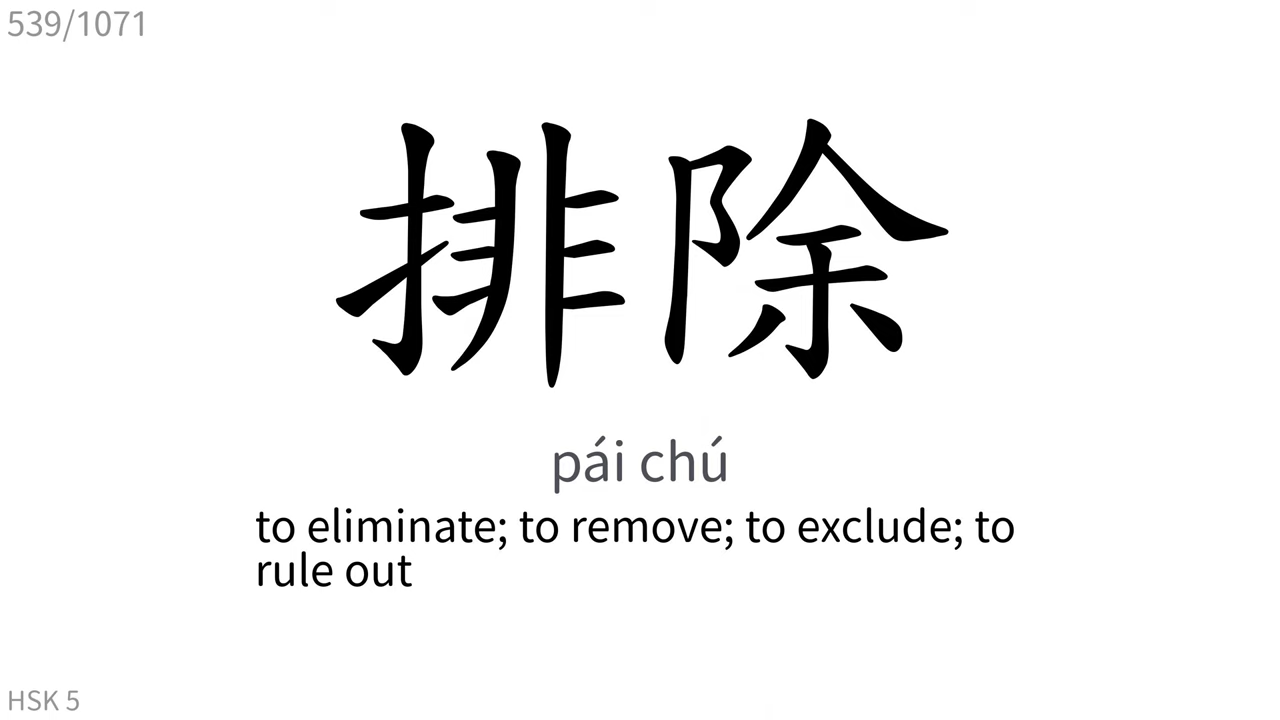 539/1071
排除
pái chú
to eliminate; to remove; to exclude; to
rule out
HSK 5